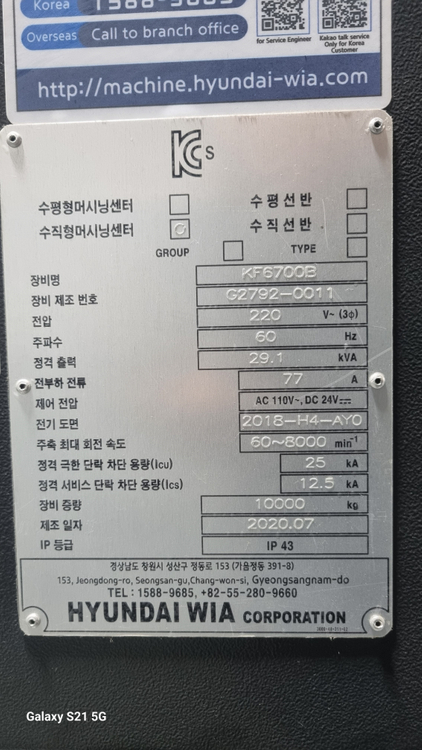 Korea 1588-9685
Overseas Call to branch office
for Service Engineer
Kakao talk service
Only for Korea
Customer
http://machine.hyundai-wia.com
KCs
수평형머시닝센터 수평선반
수직형머시닝센터 수직선반
GROUP TYPE
장비명 KF6700B
장비 제조 번호 G2792-0011
전압 220 V~ (3φ)
주파수 60 Hz
정격 출력 29.1 kVA
전부하 전류 77 A
제어 전압 AC 110V~, DC 24V⎓
전기 도면 2018-H4-AY0
주축 최대 회전 속도 60~8000 min⁻¹
정격 극한 단락 차단 용량(Icu) 25 kA
정격 서비스 단락 차단 용량(Ics) 12.5 kA
장비 중량 10000 kg
제조 일자 2020.07
IP 등급 IP 43
경상남도 창원시 성산구 정동로 153 (가음정동 391-8)
153, Jeongdong-ro, Seongsan-gu,Chang-won-si, Gyeongsangnam-do
TEL : 1588-9685, +82-55-280-9660
HYUNDAI WIA CORPORATION
Galaxy S21 5G